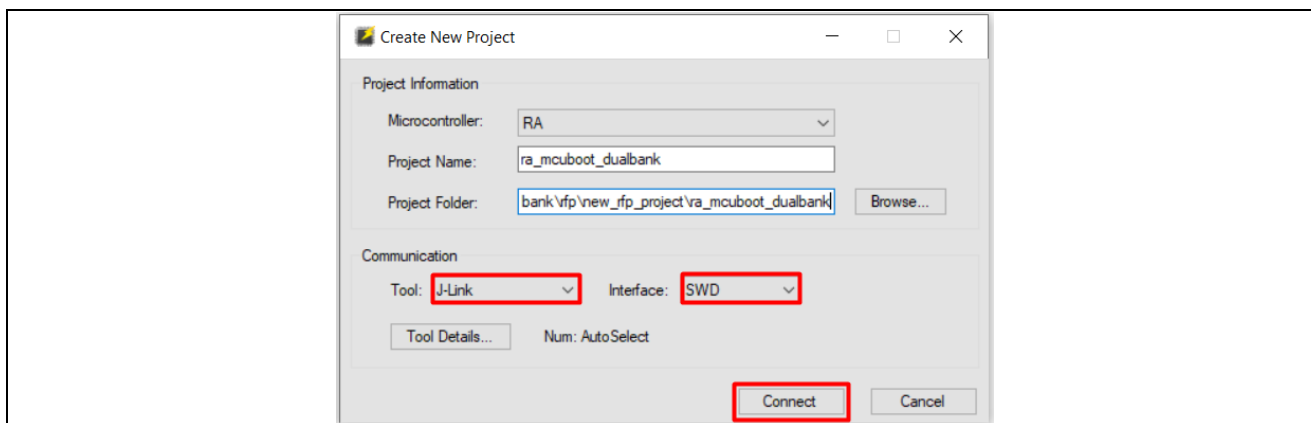 Create New Project
Project Information
Microcontroller: RA
Project Name: ra_mcuboot_dualbank
Project Folder: bank\rfp\new_rfp_project\ra_mcuboot_dualbank Browse...
Communication
Tool: J-Link Interface: SWD
Tool Details... Num: AutoSelect
Connect Cancel